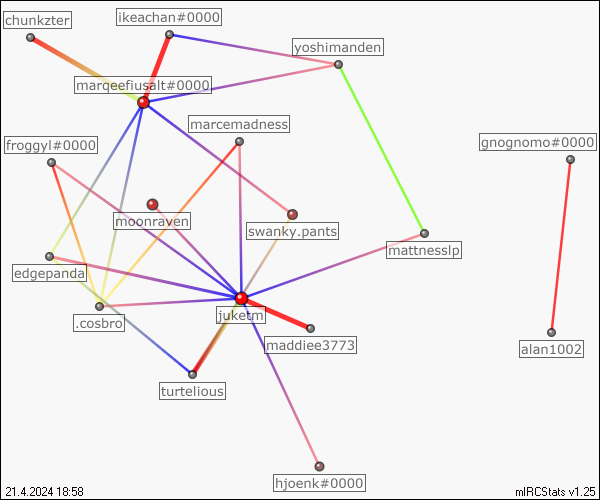 chunkzter
ikeachan#0000
yoshimanden
marqeefiusalt#0000
marcemadness
froggyl#0000
gnognomo#0000
moonraven
swanky.pants
mattnesslp
edgepanda
.cosbro
juketm
maddiee3773
alan1002
turtelious
hjoenk#0000
21.4.2024 18:58
mIRCStats v1.25